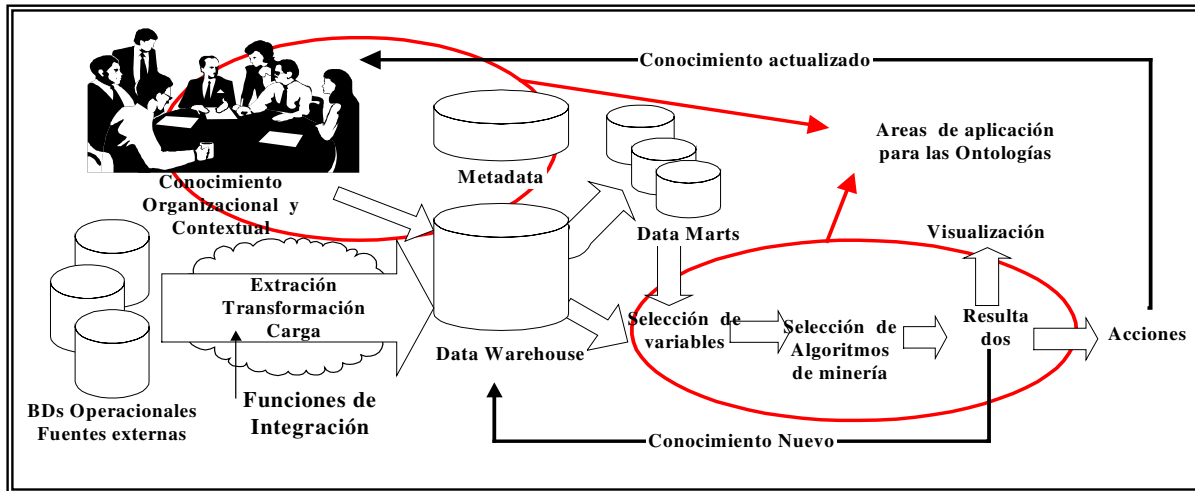 Conocimiento actualizado
Areas de aplicación
para las Ontologías
Metadata
Conocimiento
Organizacional y
Contextual
Data Marts
Visualización
Extración
Transformación
Carga
Selección de
variables
Selección de
Algoritmos
de minería
Resulta
dos
Acciones
Data Warehouse
BDs Operacionales
Fuentes externas
Funciones de
Integración
Conocimiento Nuevo